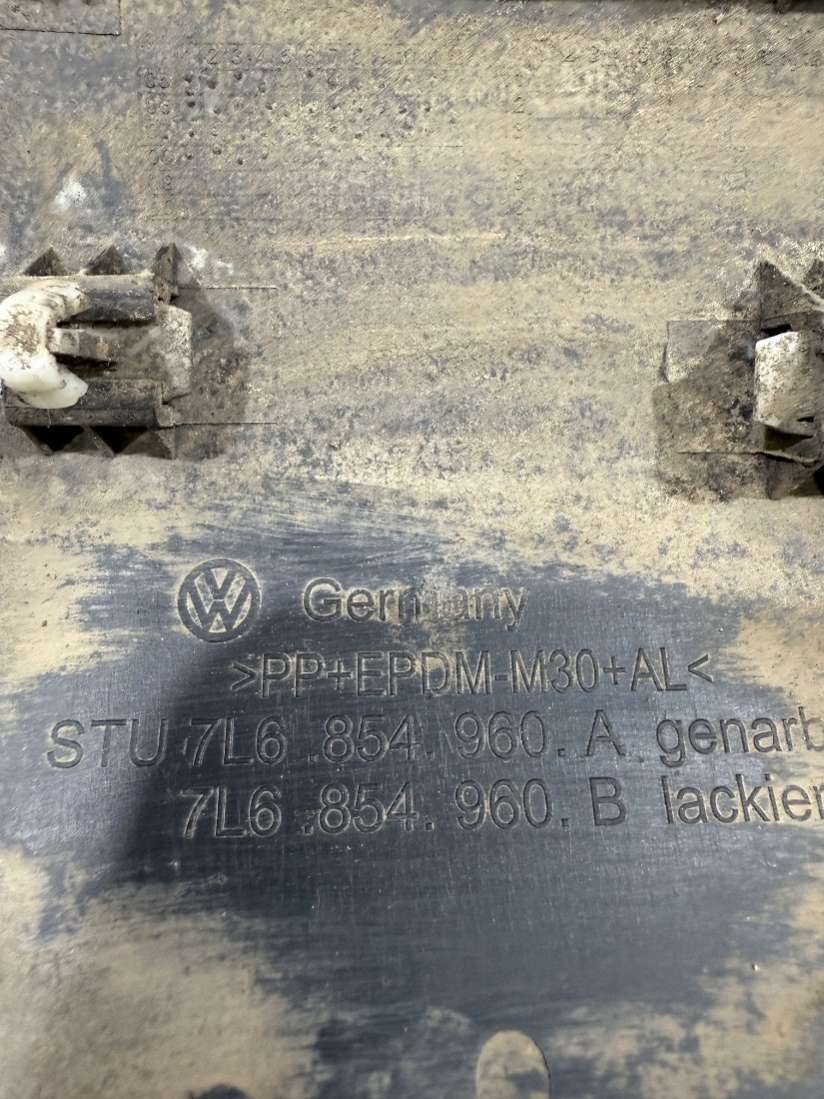 VW Germany
>PP+EPDM-M30+AL<
STU 7L6 .854. 960. A genarb
7L6 .854. 960. B lackier